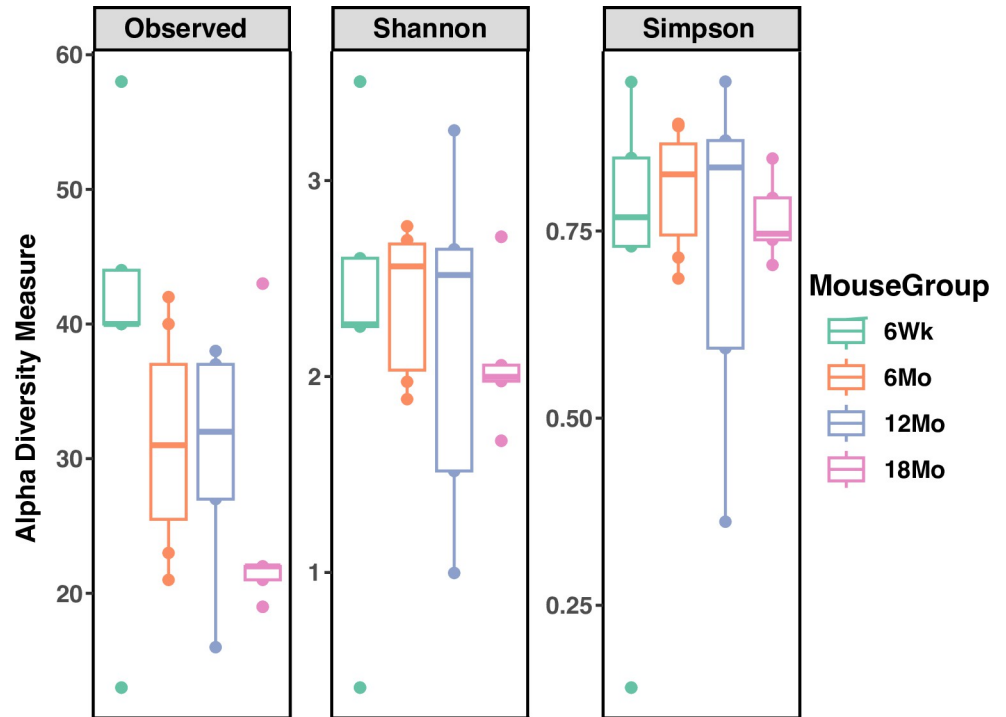 Observed
Shannon
Simpson
Alpha Diversity Measure
60
50
40
30
20
3
2
1
0.75
0.50
0.25
MouseGroup
6Wk
6Mo
12Mo
18Mo